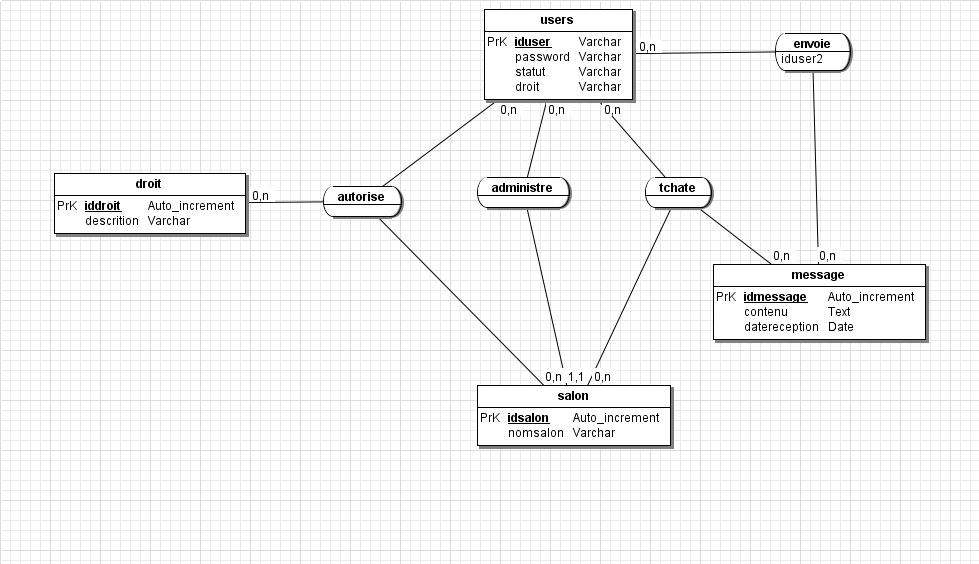 users
PrK iduser Varchar
password Varchar
statut Varchar
droit Varchar
0,n
envoie
iduser2
0,n 0,n 0,n
droit
PrK iddroit Auto_increment
descrition Varchar
0,n
autorise
administre
tchate
0,n 0,n
message
PrK idmessage Auto_increment
contenu Text
datereception Date
0,n 1,1 0,n
salon
PrK idsalon Auto_increment
nomsalon Varchar